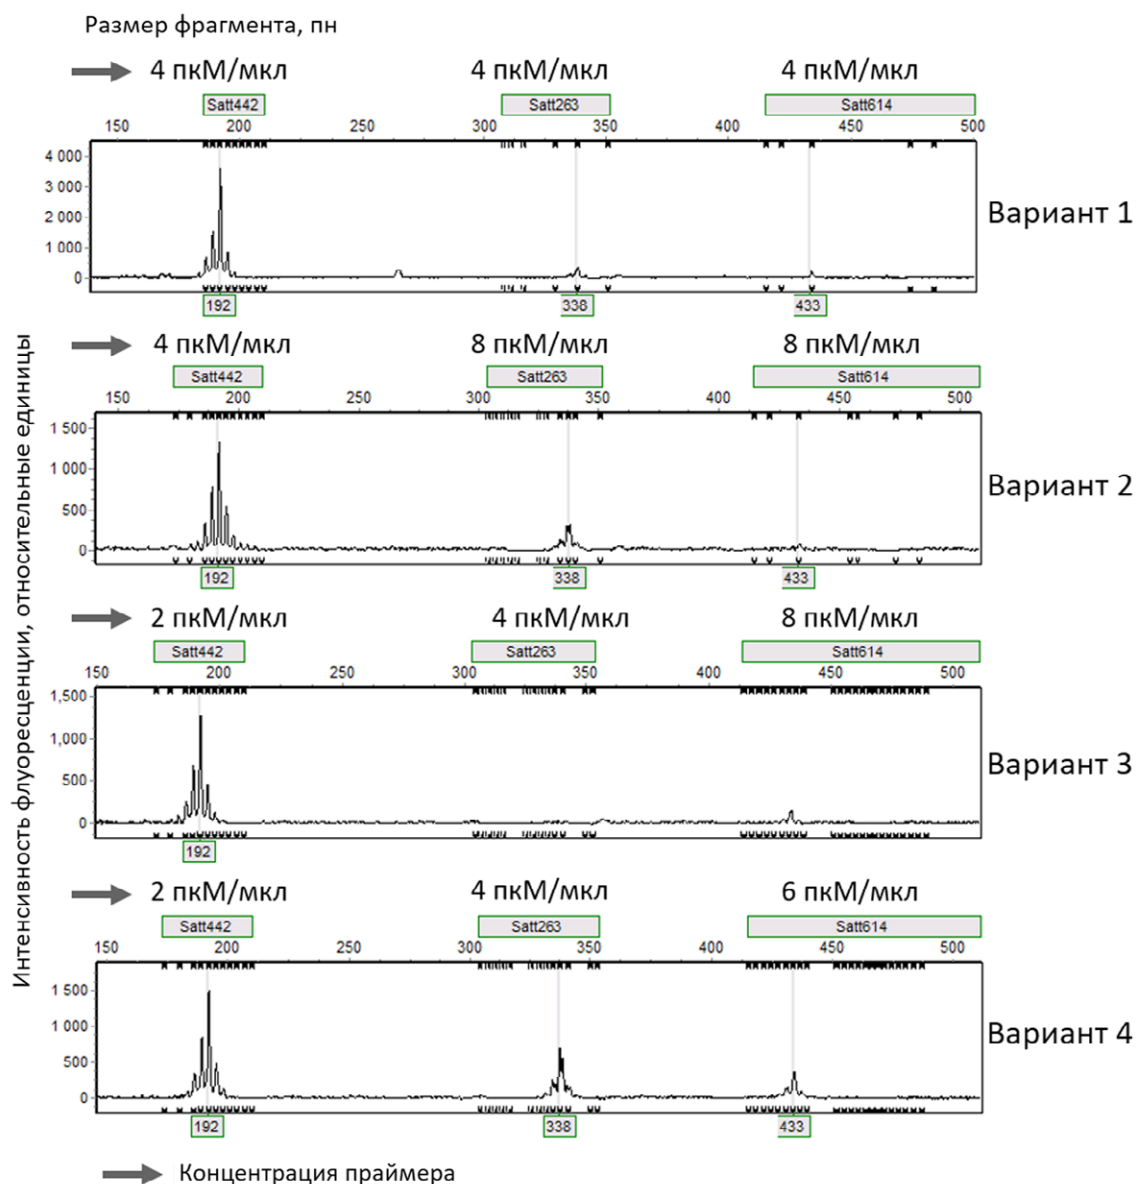 Размер фрагмента, пн
4 пкМ/мкл 4 пкМ/мкл 4 пкМ/мкл
Satt442 Satt263 Satt614
150 200 250 300 350 400 450 500
4 000
3 000
2 000
1 000
0
Вариант 1
192 338 433
4 пкМ/мкл 8 пкМ/мкл 8 пкМ/мкл
Satt442 Satt263 Satt614
150 200 250 300 350 400 450 500
1 500
1 000
500
0
Вариант 2
192 338 433
2 пкМ/мкл 4 пкМ/мкл 8 пкМ/мкл
Satt442 Satt263 Satt614
150 200 250 300 350 400 450 500
1,500
1,000
500
0
Вариант 3
192
2 пкМ/мкл 4 пкМ/мкл 6 пкМ/мкл
Satt442 Satt263 Satt614
150 200 250 300 350 400 450 500
1 500
1 000
500
0
Вариант 4
192 338 433
Интенсивность флуоресценции, относительные единицы
Концентрация праймера